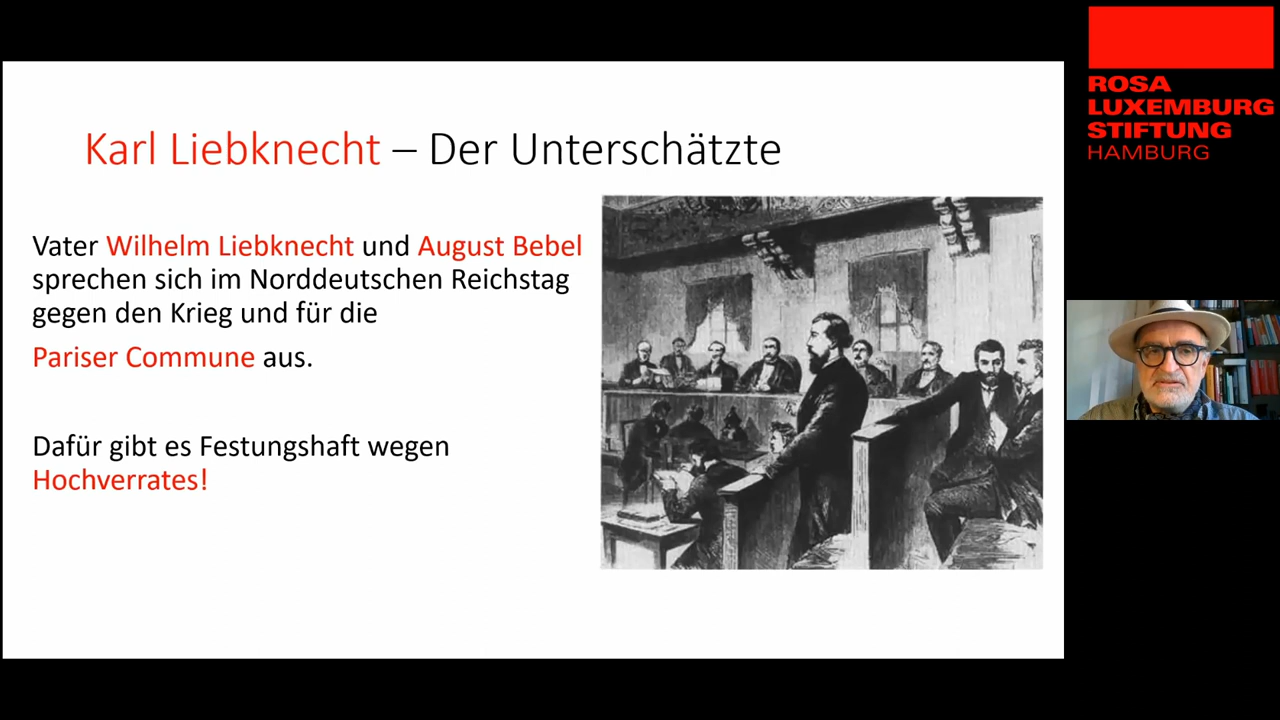 Karl Liebknecht – Der Unterschätzte
Vater Wilhelm Liebknecht und August Bebel
sprechen sich im Norddeutschen Reichstag
gegen den Krieg und für die
Pariser Commune aus.
Dafür gibt es Festungshaft wegen
Hochverrates!
ROSA
LUXEMBURG
STIFTUNG
HAMBURG